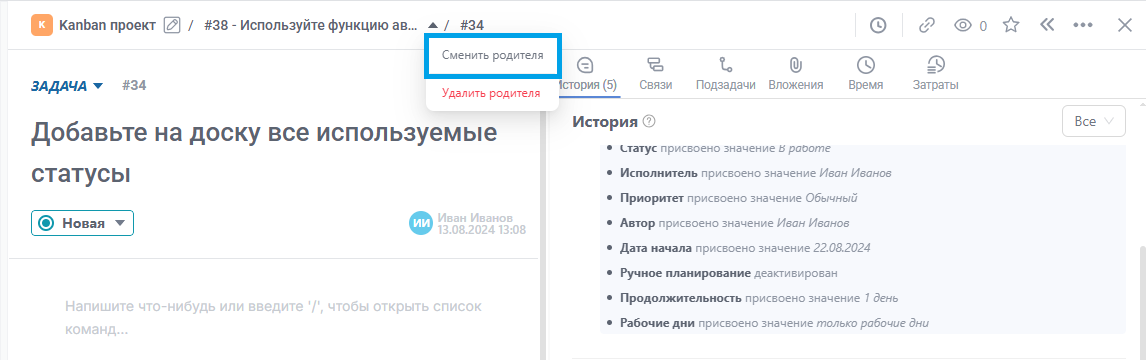 K Kanban проект / #38 - Используйте функцию ав... / #34 0
Сменить родителя
Удалить родителя
ЗАДАЧА #34
Добавьте на доску все используемые
статусы
Новая
ИИ Иван Иванов
13.08.2024 13:08
Напишите что-нибудь или введите '/', чтобы открыть список
команд...
История (5) Связи Подзадачи Вложения Время Затраты
История ? Все
Статус присвоено значение В работе
Исполнитель присвоено значение Иван Иванов
Приоритет присвоено значение Обычный
Автор присвоено значение Иван Иванов
Дата начала присвоено значение 22.08.2024
Ручное планирование деактивирован
Продолжительность присвоено значение 1 день
Рабочие дни присвоено значение только рабочие дни